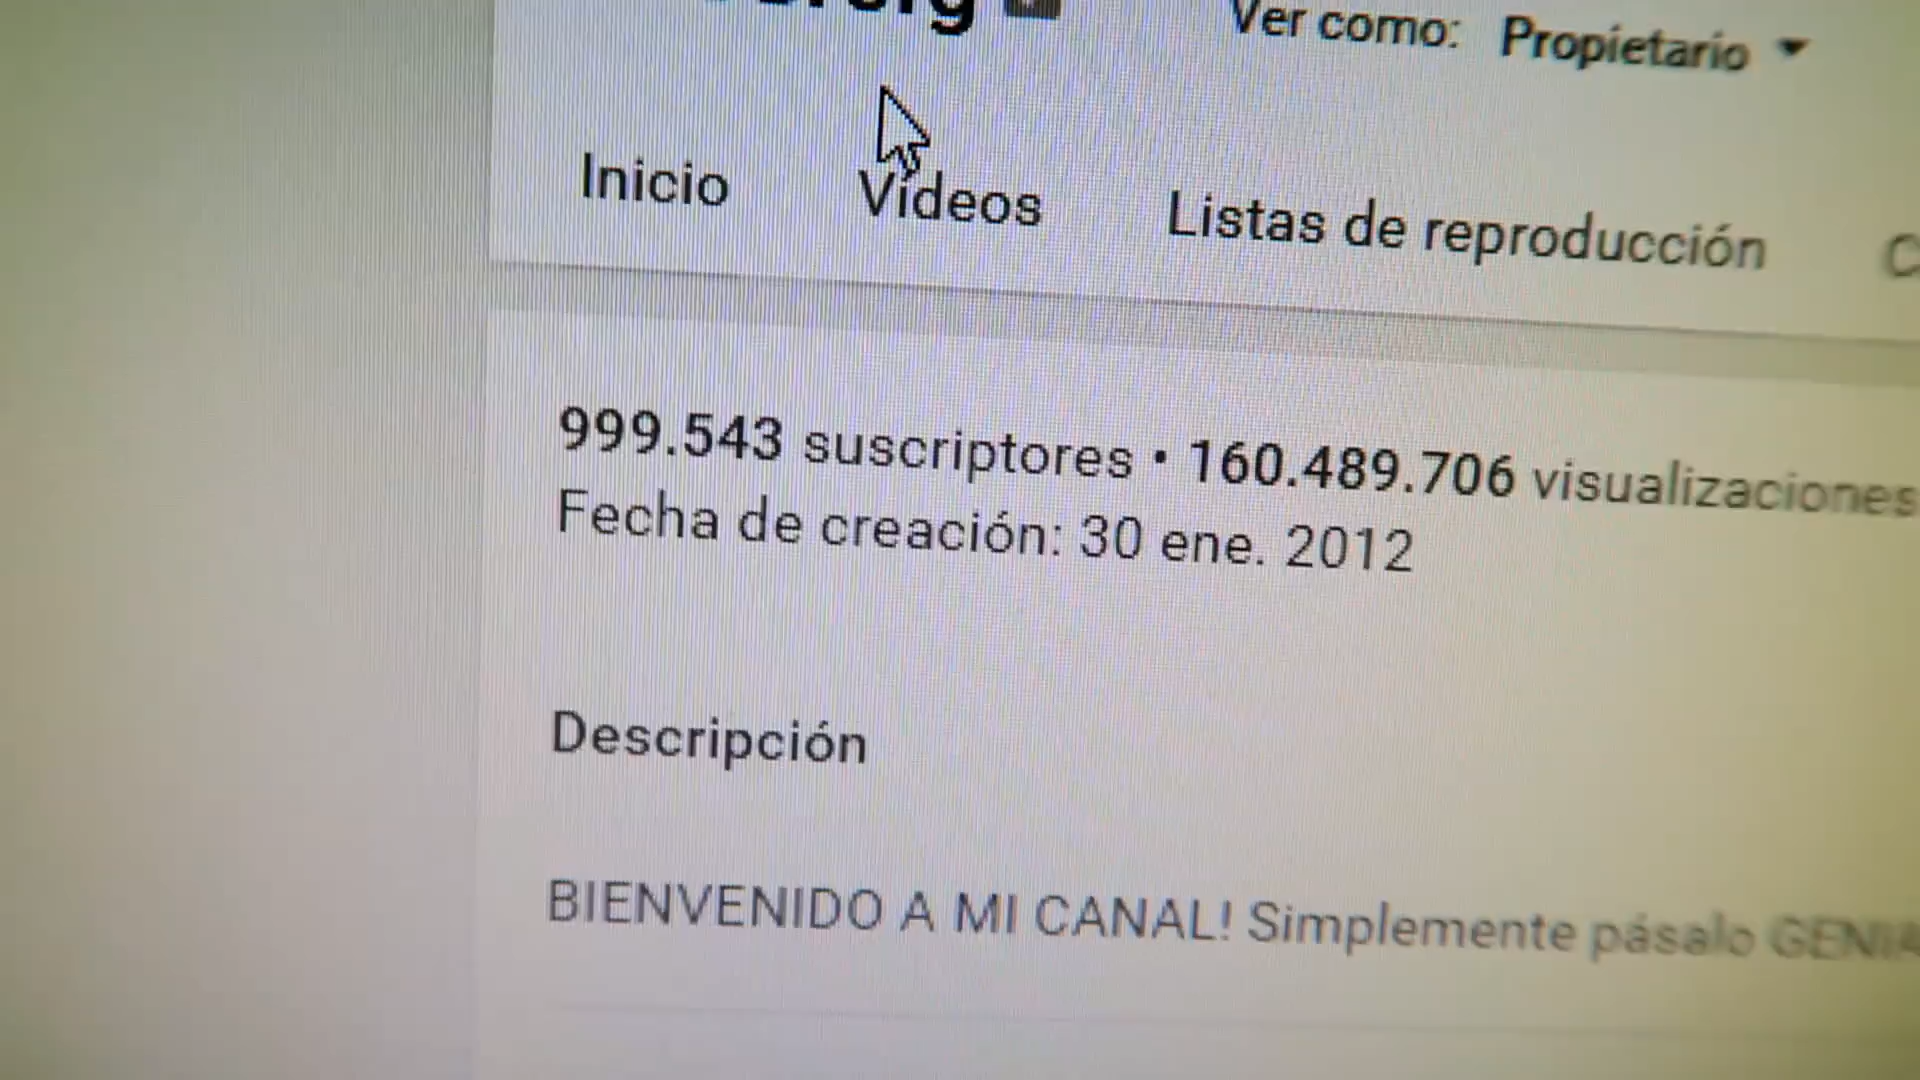 Ver como: Propietario
Inicio Vídeos Listas de reproducción
999.543 suscriptores • 160.489.706 visualizaciones
Fecha de creación: 30 ene. 2012
Descripción
BIENVENIDO A MI CANAL! Simplemente pásalo